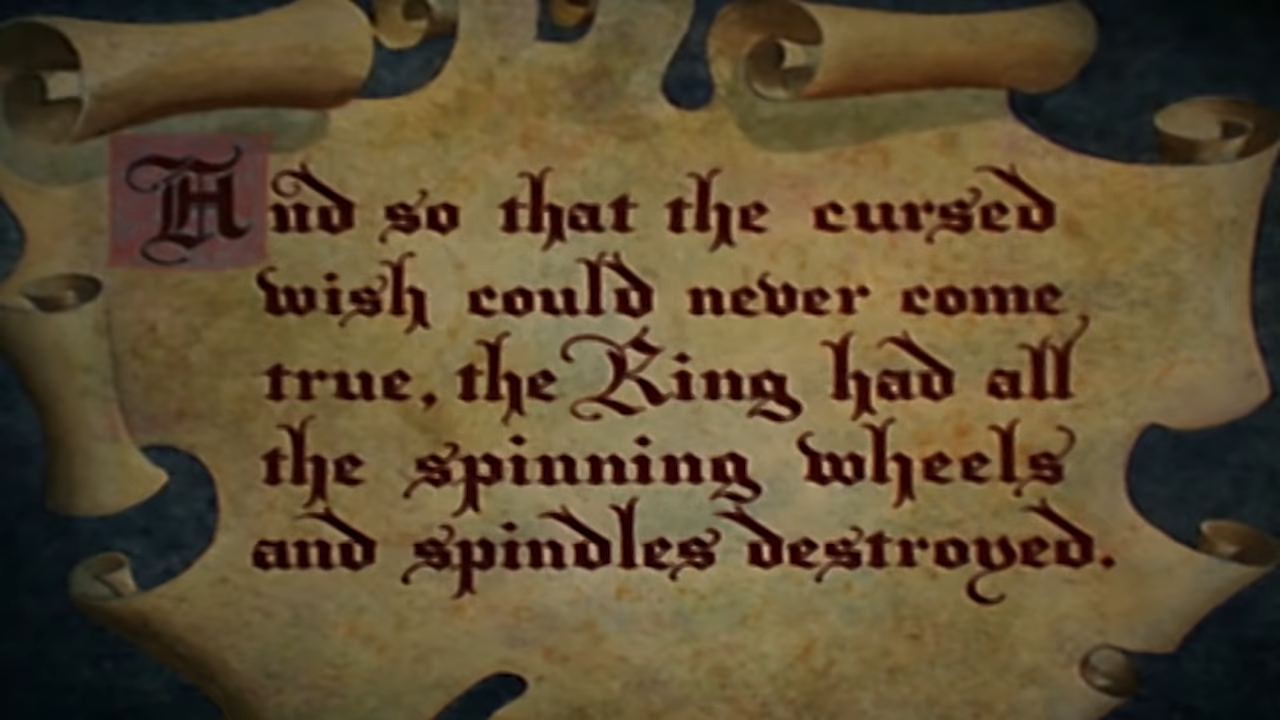 And so that the cursed
wish could never come
true, the King had all
the spinning wheels
and spindles destroyed.